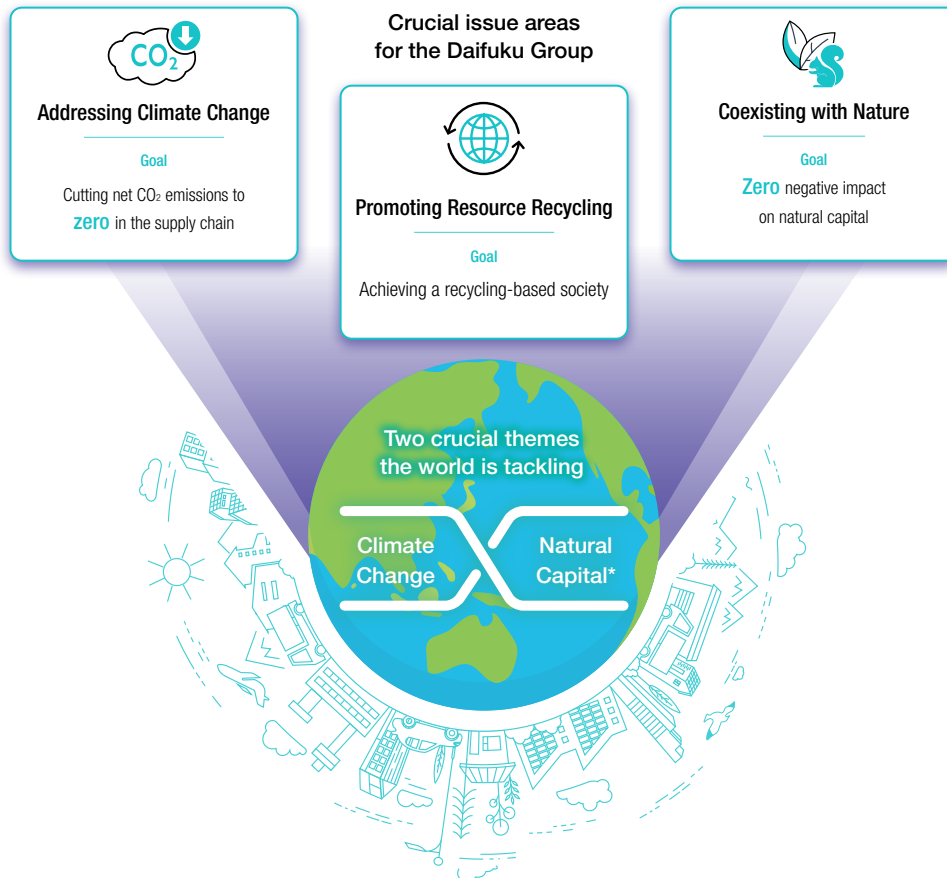 Crucial issue areas
for the Daifuku Group
CO₂
Addressing Climate Change
Goal
Cutting net CO₂ emissions to
zero in the supply chain
Promoting Resource Recycling
Goal
Achieving a recycling-based society
Coexisting with Nature
Goal
Zero negative impact
on natural capital
Two crucial themes
the world is tackling
Climate
Change
Natural
Capital*